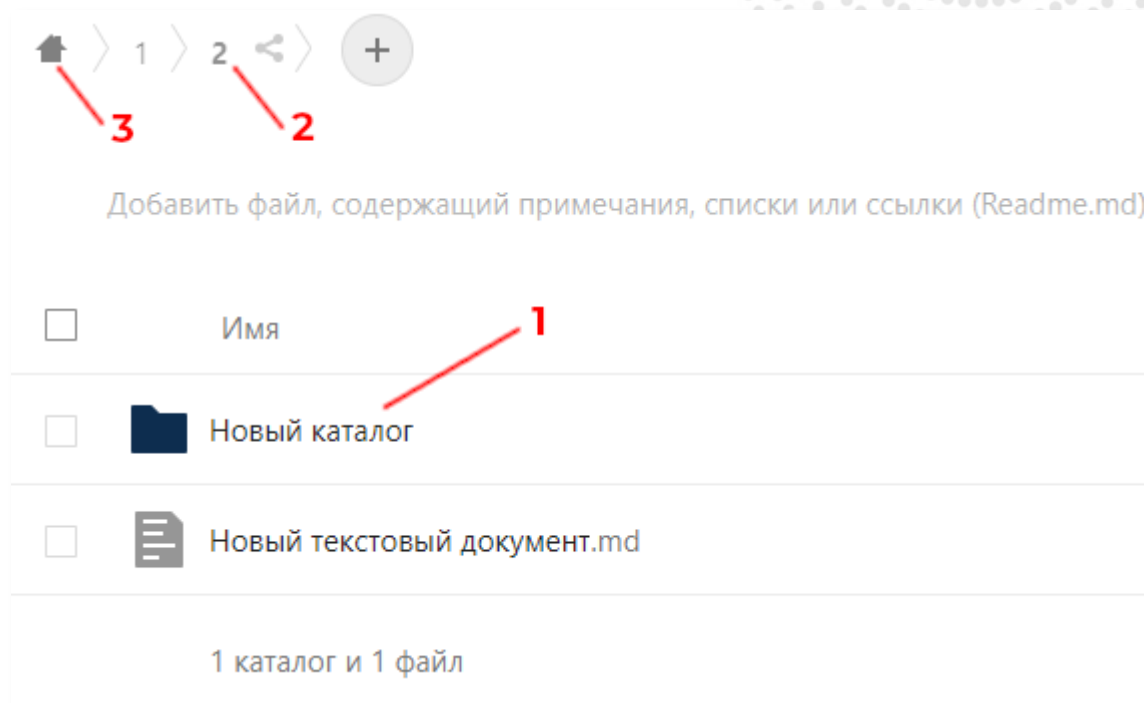 1 2
3 2
Добавить файл, содержащий примечания, списки или ссылки (Readme.md)
Имя 1
Новый каталог
Новый текстовый документ.md
1 каталог и 1 файл